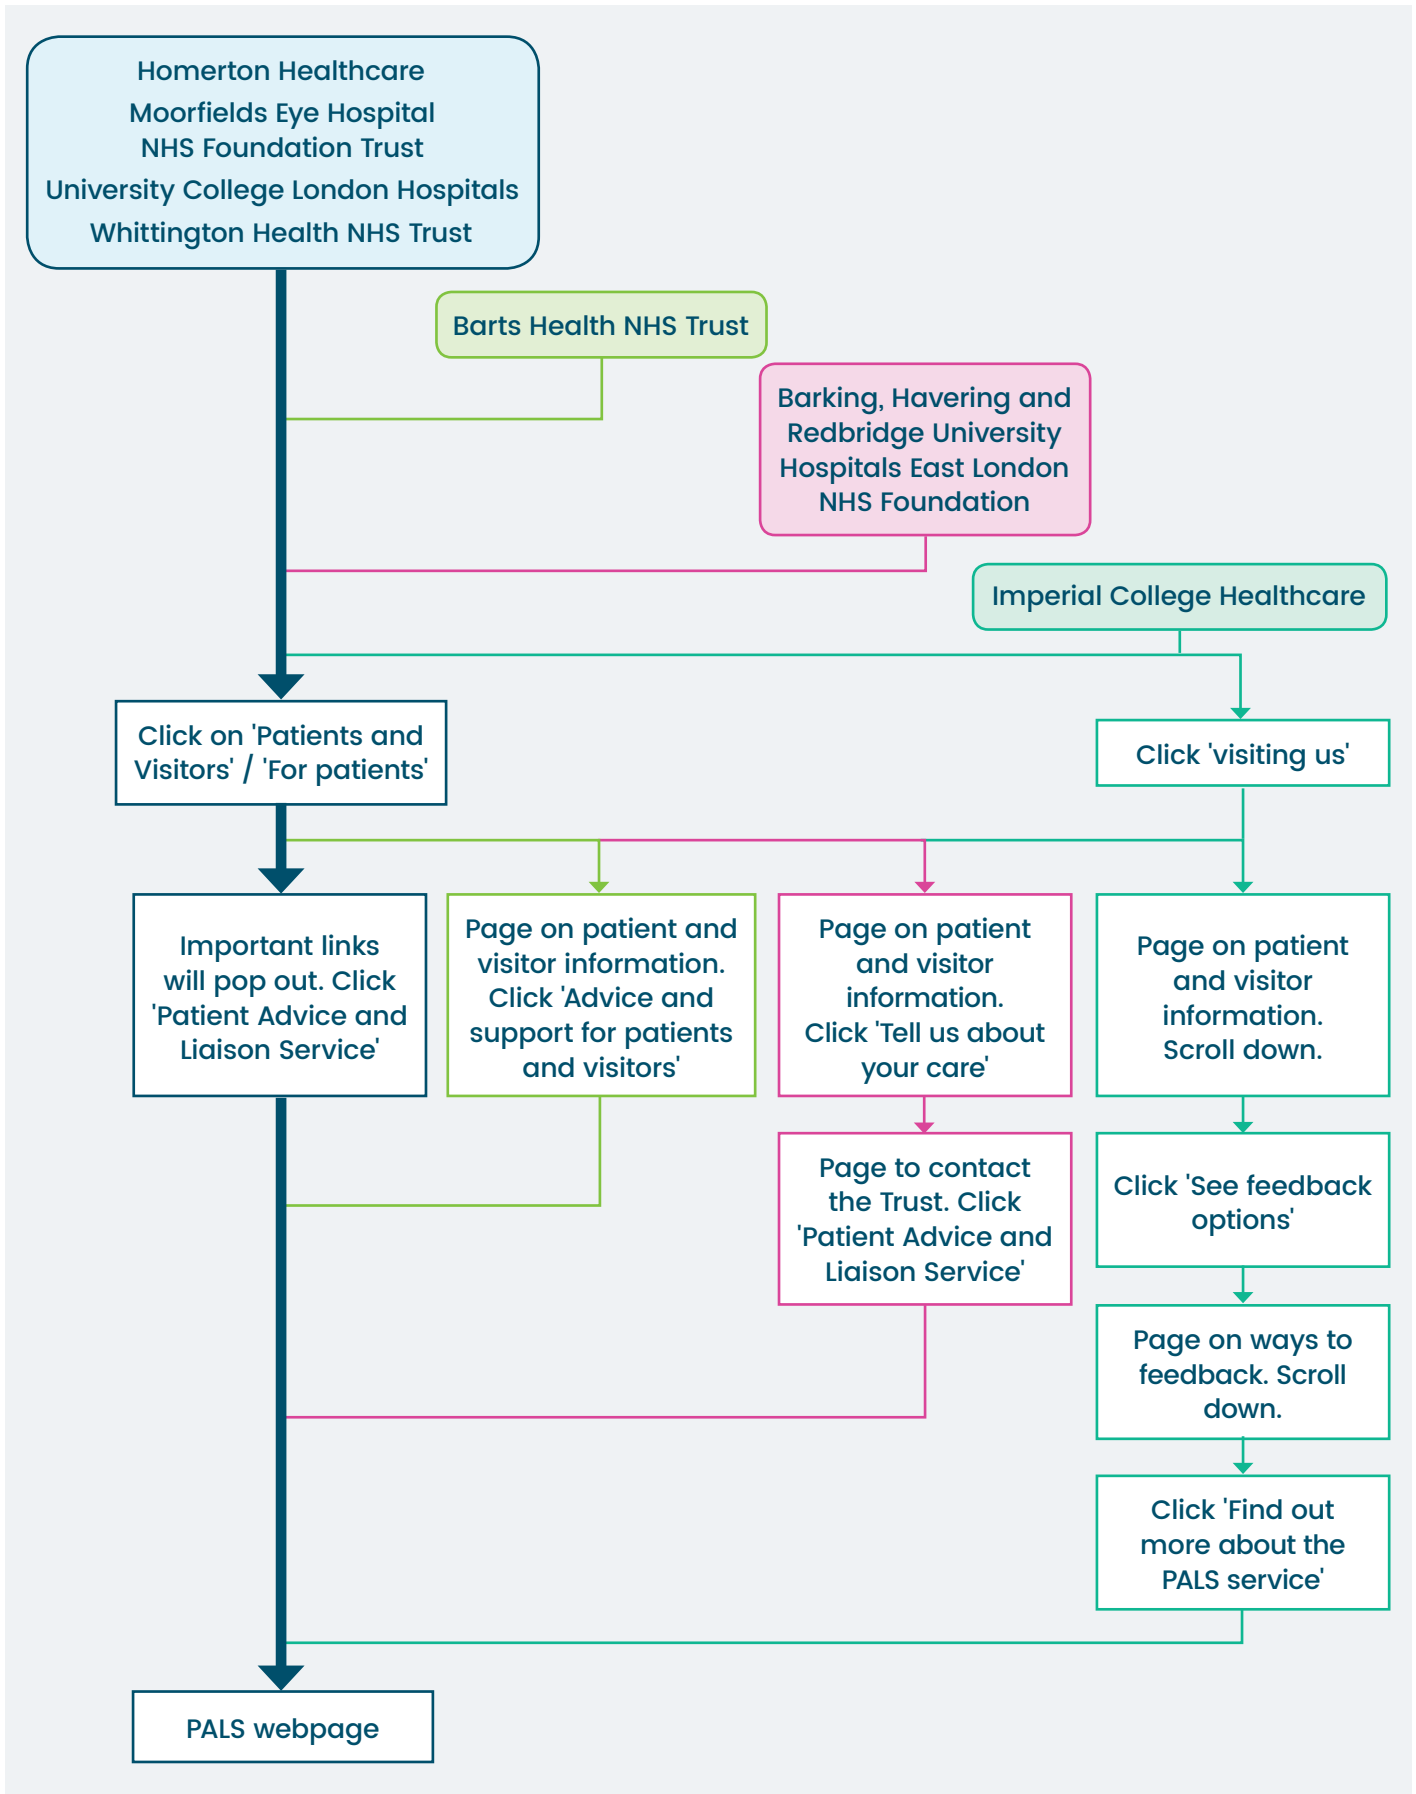 Homerton Healthcare
Moorfields Eye Hospital
NHS Foundation Trust
University College London Hospitals
Whittington Health NHS Trust
Barts Health NHS Trust
Barking, Havering and
Redbridge University
Hospitals East London
NHS Foundation
Imperial College Healthcare
Click on 'Patients and
Visitors' / 'For patients'
Click 'visiting us'
Important links
will pop out. Click
'Patient Advice and
Liaison Service'
Page on patient and
visitor information.
Click 'Advice and
support for patients
and visitors'
Page on patient
and visitor
information.
Click 'Tell us about
your care'
Page on patient
and visitor
information.
Scroll down.
Page to contact
the Trust. Click
'Patient Advice and
Liaison Service'
Click 'See feedback
options'
Page on ways to
feedback. Scroll
down.
Click 'Find out
more about the
PALS service'
PALS webpage